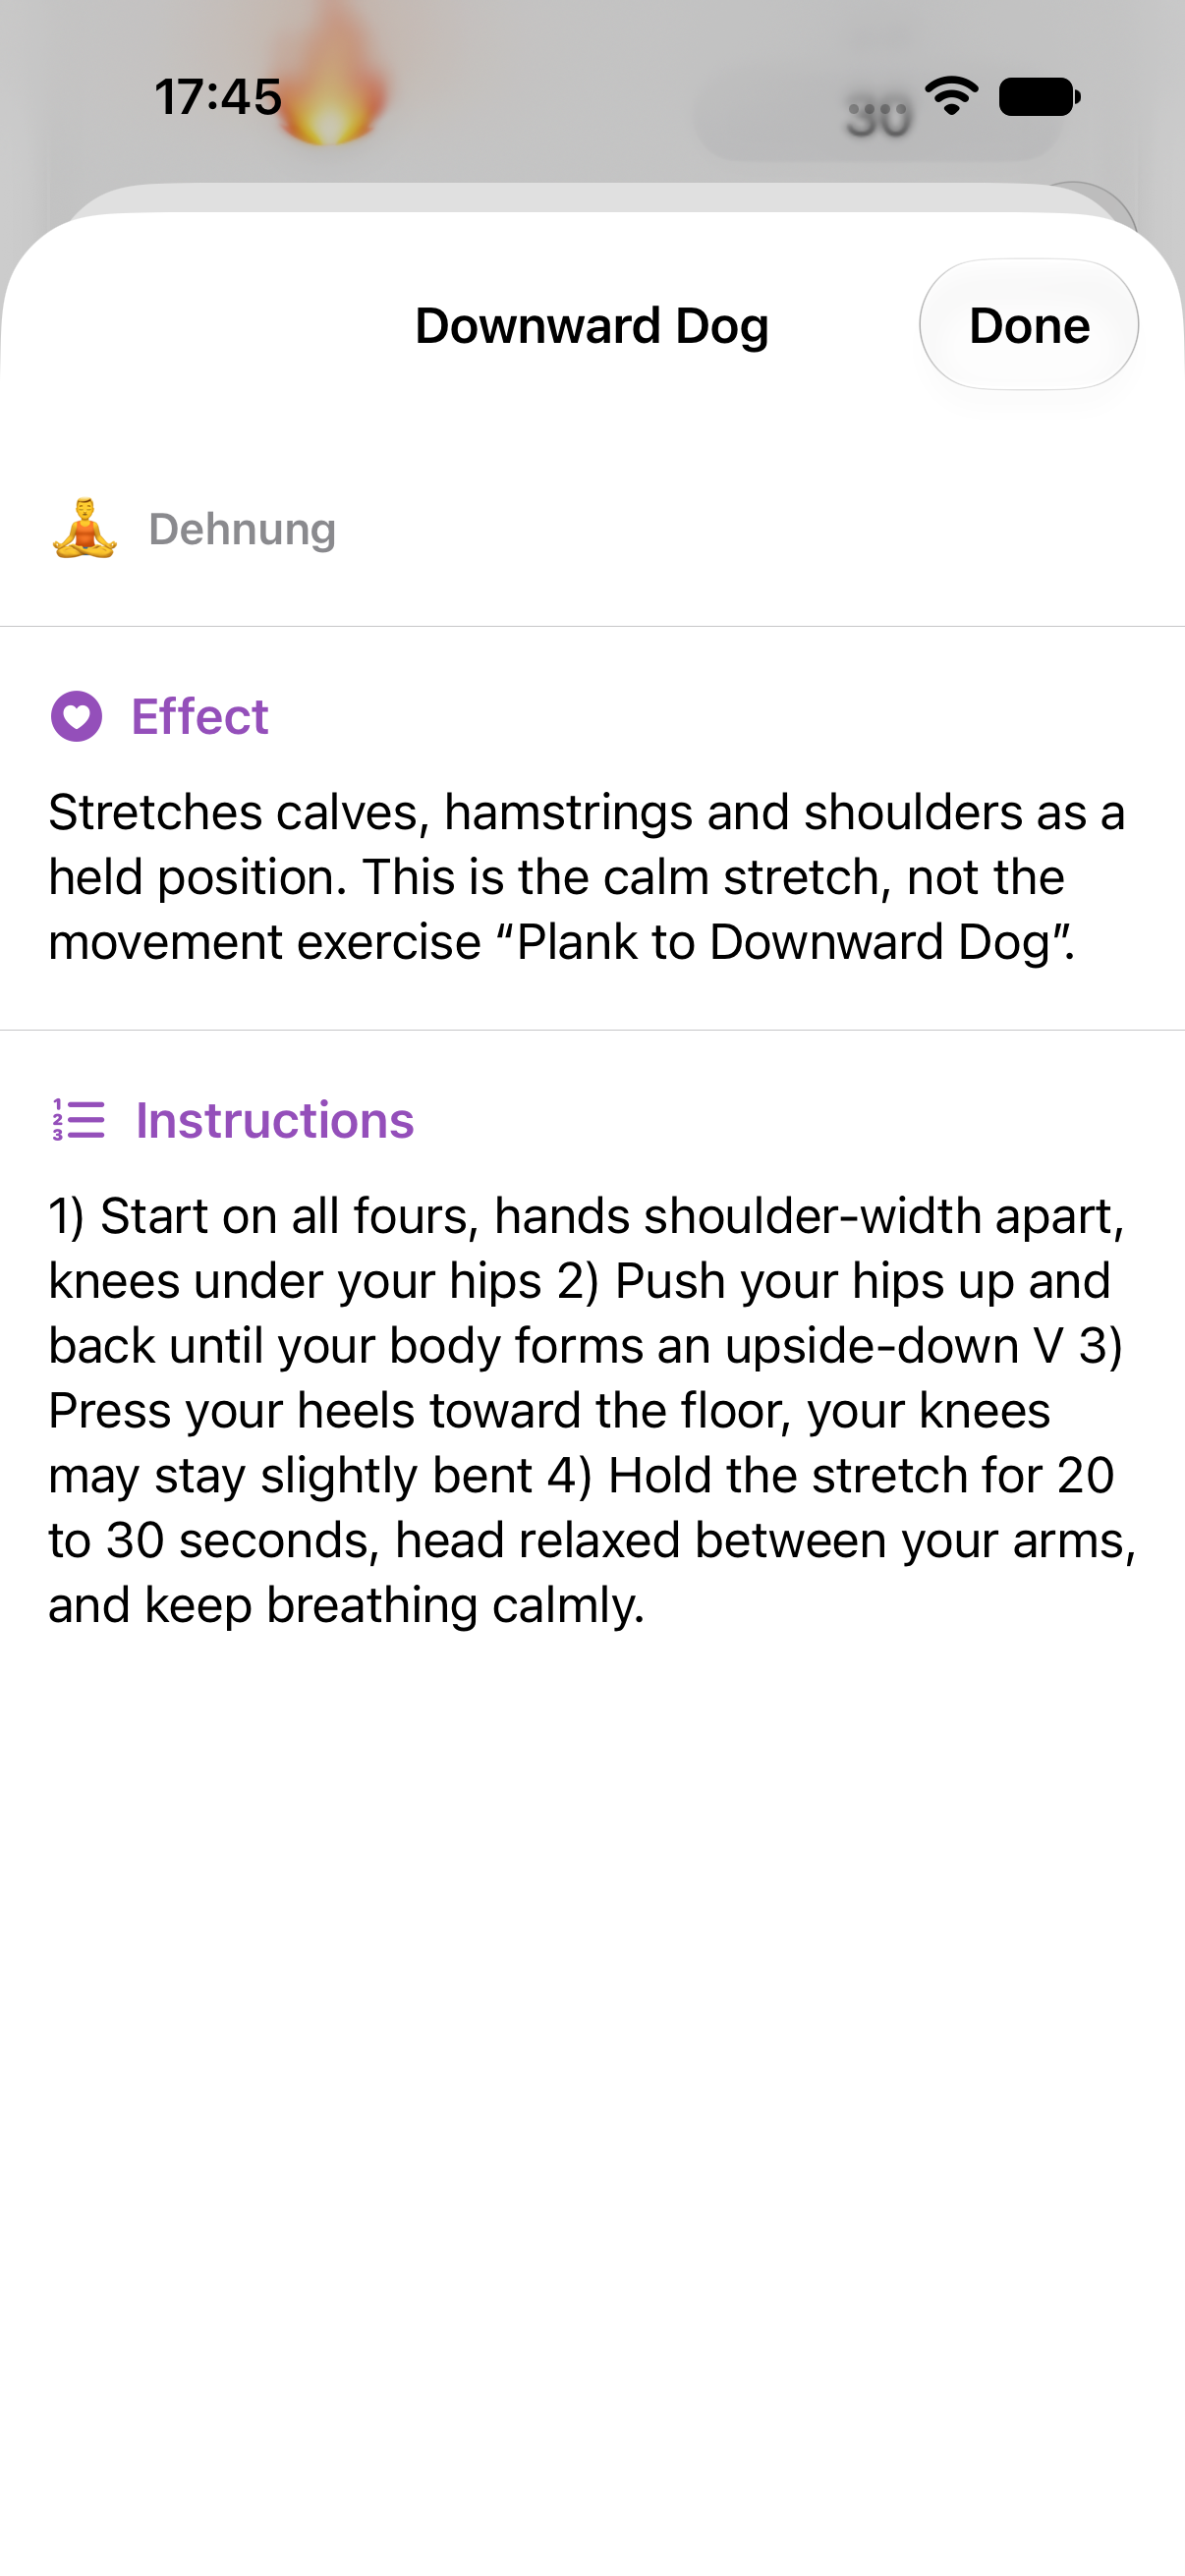 17:45
30
Downward Dog
Done
Dehnung
Effect
Stretches calves, hamstrings and shoulders as a
held position. This is the calm stretch, not the
movement exercise “Plank to Downward Dog”.
Instructions
1) Start on all fours, hands shoulder-width apart,
knees under your hips 2) Push your hips up and
back until your body forms an upside-down V 3)
Press your heels toward the floor, your knees
may stay slightly bent 4) Hold the stretch for 20
to 30 seconds, head relaxed between your arms,
and keep breathing calmly.